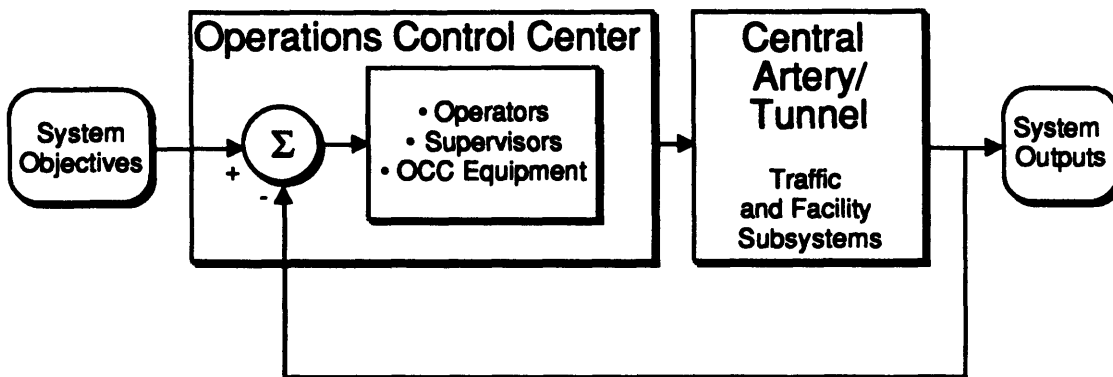 Operations Control Center
System
Objectives
Σ
+
-
• Operators
• Supervisors
• OCC Equipment
Central
Artery/
Tunnel
Traffic
and Facility
Subsystems
System
Outputs